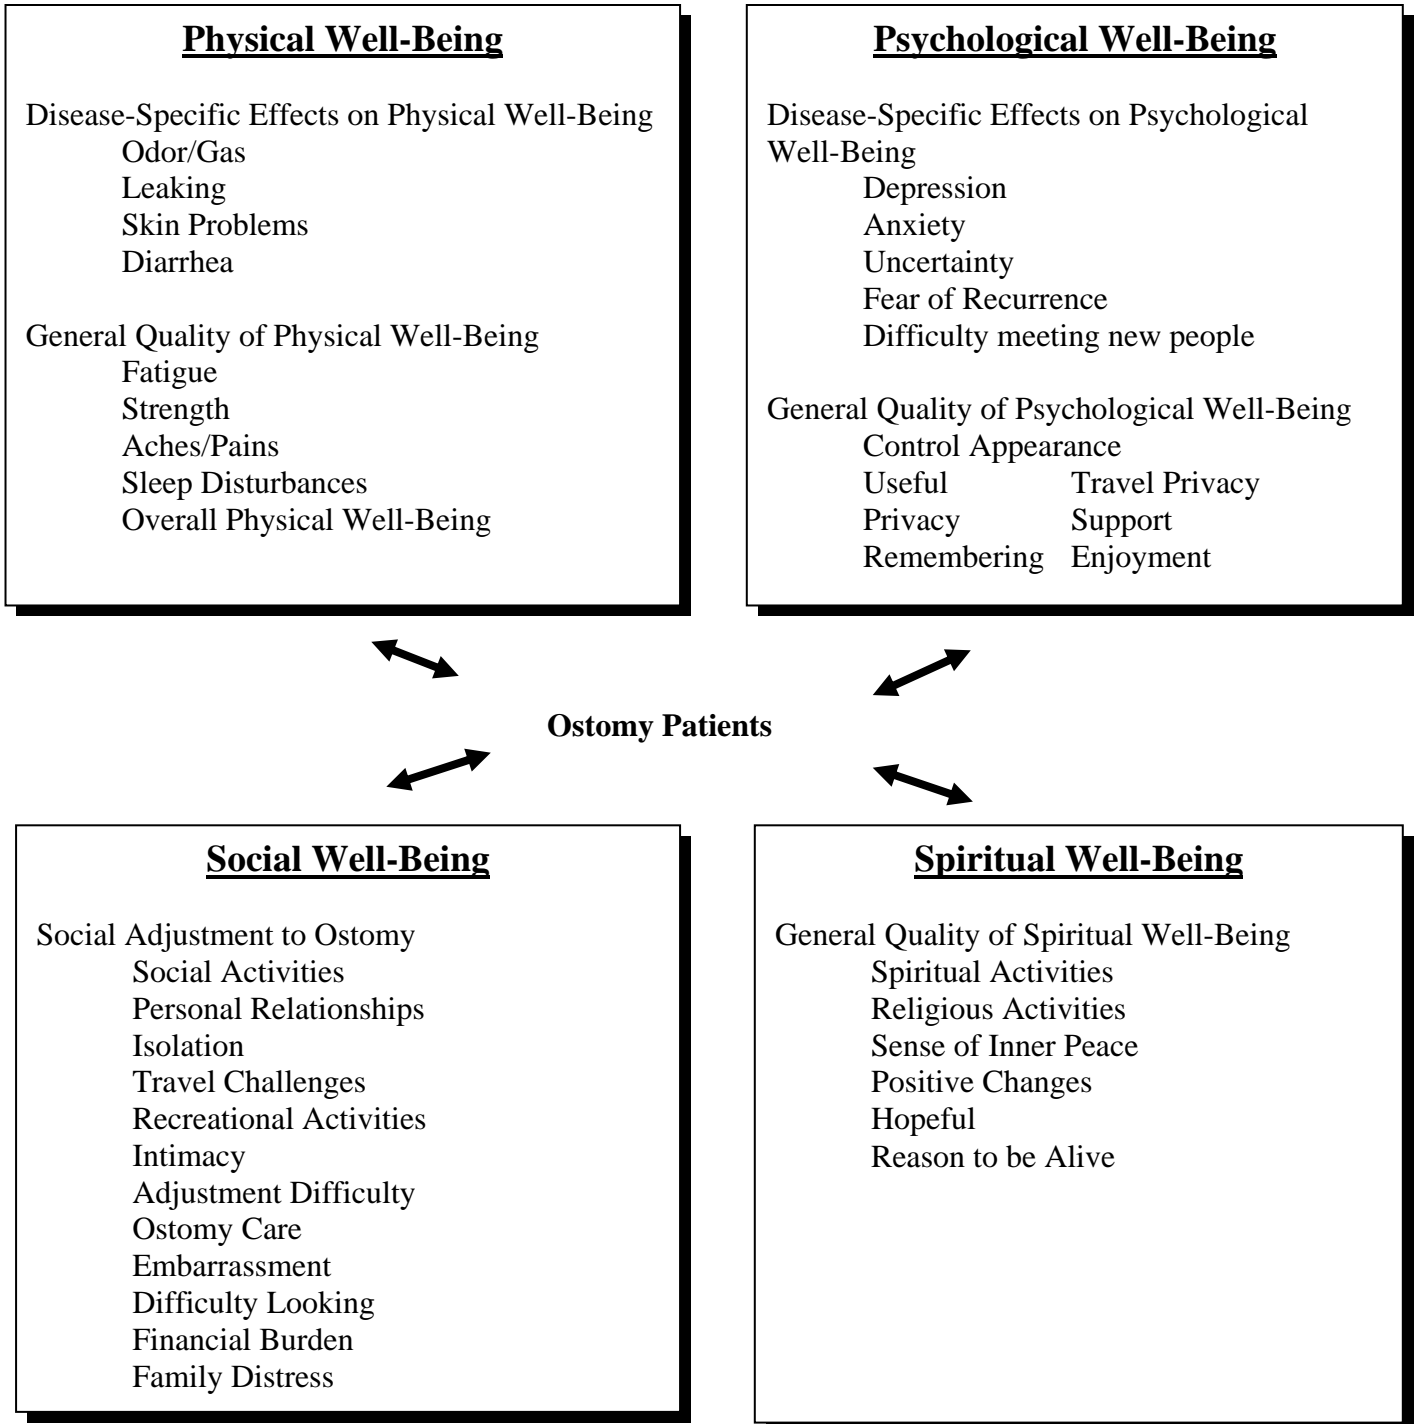 Physical Well-Being
Disease-Specific Effects on Physical Well-Being
Odor/Gas
Leaking
Skin Problems
Diarrhea
General Quality of Physical Well-Being
Fatigue
Strength
Aches/Pains
Sleep Disturbances
Overall Physical Well-Being
Psychological Well-Being
Disease-Specific Effects on Psychological
Well-Being
Depression
Anxiety
Uncertainty
Fear of Recurrence
Difficulty meeting new people
General Quality of Psychological Well-Being
Control Appearance
Useful Travel Privacy
Privacy Support
Remembering Enjoyment
Ostomy Patients
Social Well-Being
Social Adjustment to Ostomy
Social Activities
Personal Relationships
Isolation
Travel Challenges
Recreational Activities
Intimacy
Adjustment Difficulty
Ostomy Care
Embarrassment
Difficulty Looking
Financial Burden
Family Distress
Spiritual Well-Being
General Quality of Spiritual Well-Being
Spiritual Activities
Religious Activities
Sense of Inner Peace
Positive Changes
Hopeful
Reason to be Alive